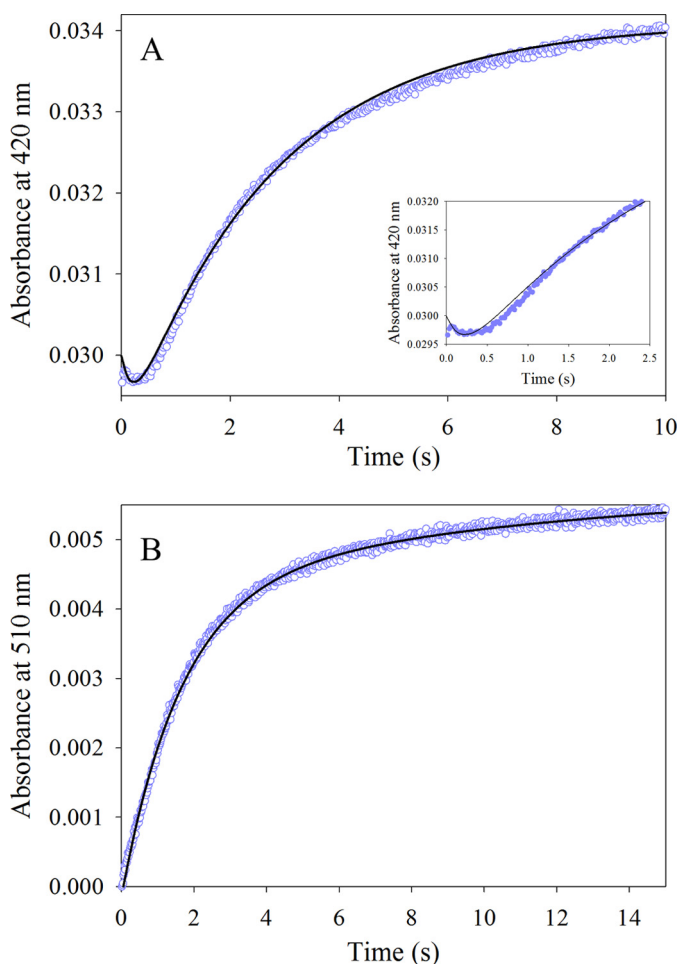 A
Absorbance at 420 nm
0.034
0.033
0.032
0.031
0.030
0 2 4 6 8 10
Time (s)
Absorbance at 420 nm
0.0320
0.0315
0.0310
0.0305
0.0300
0.0295
0.0 0.5 1.0 1.5 2.0 2.5
Time (s)
B
Absorbance at 510 nm
0.005
0.004
0.003
0.002
0.001
0.000
0 2 4 6 8 10 12 14
Time (s)